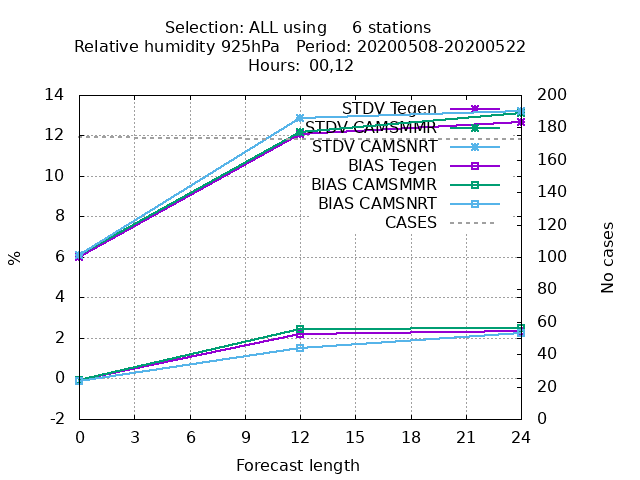 Selection: ALL using     6 stations
Relative humidity 925hPa   Period: 20200508-20200522
Hours: 00,12
14
12
10
8
6
4
2
0
-2
%
200
180
160
140
120
100
80
60
40
20
0
No cases
STDV Tegen
STDV CAMSMMR
STDV CAMSNRT
BIAS Tegen
BIAS CAMSMMR
BIAS CAMSNRT
CASES
0 3 6 9 12 15 18 21 24
Forecast length